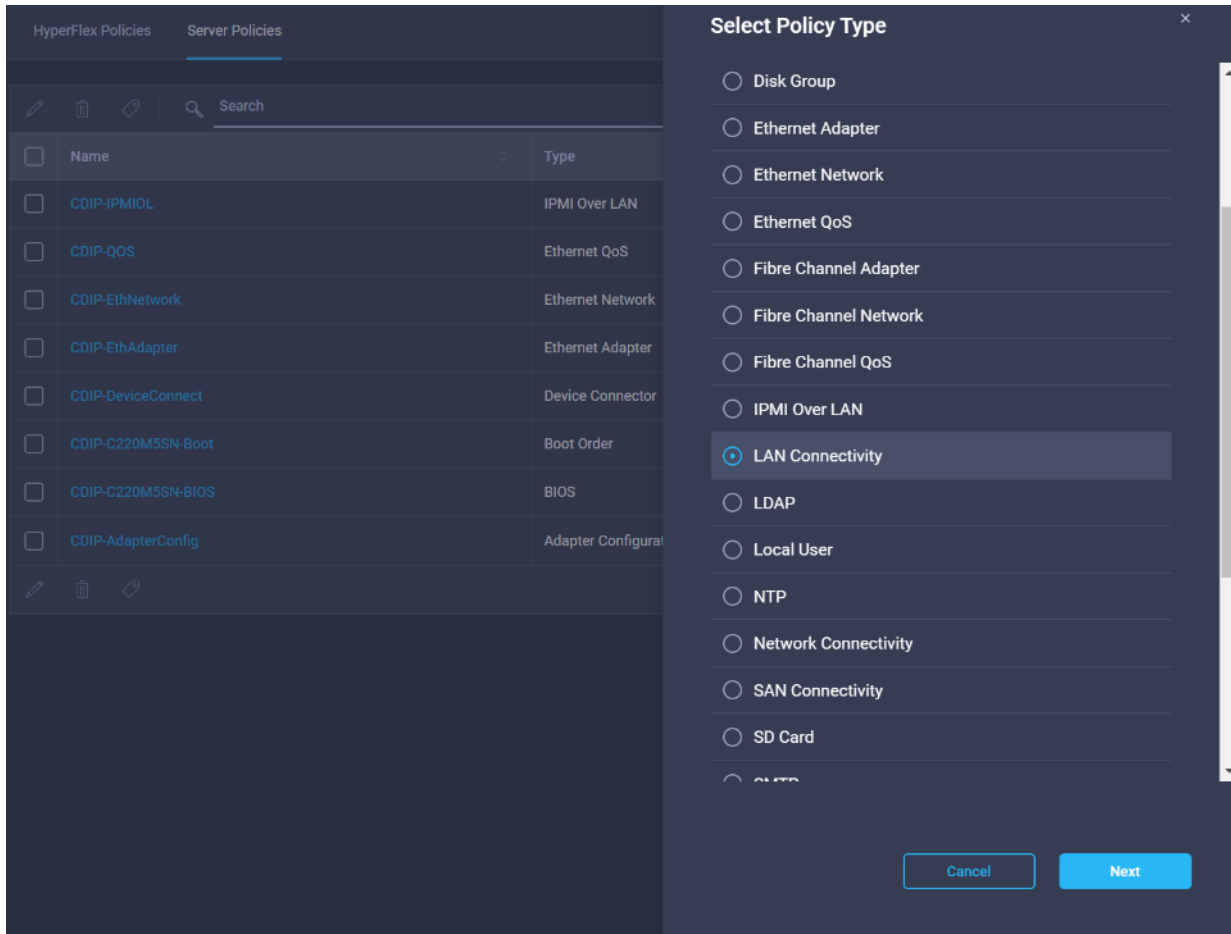 HyperFlex Policies Server Policies
Search
Name Type
CDIP-IPMIOL IPMI Over LAN
CDIP-QOS Ethernet QoS
CDIP-EthNetwork Ethernet Network
CDIP-EthAdapter Ethernet Adapter
CDIP-DeviceConnect Device Connector
CDIP-C220M5SN-Boot Boot Order
CDIP-C220M5SN-BIOS BIOS
CDIP-AdapterConfig Adapter
Select Policy Type
Disk Group
Ethernet Adapter
Ethernet Network
Ethernet QoS
Fibre Channel Adapter
Fibre Channel Network
Fibre Channel QoS
IPMI Over LAN
LAN Connectivity
LDAP
Local User
NTP
Network Connectivity
SAN Connectivity
SD Card
Cancel Next